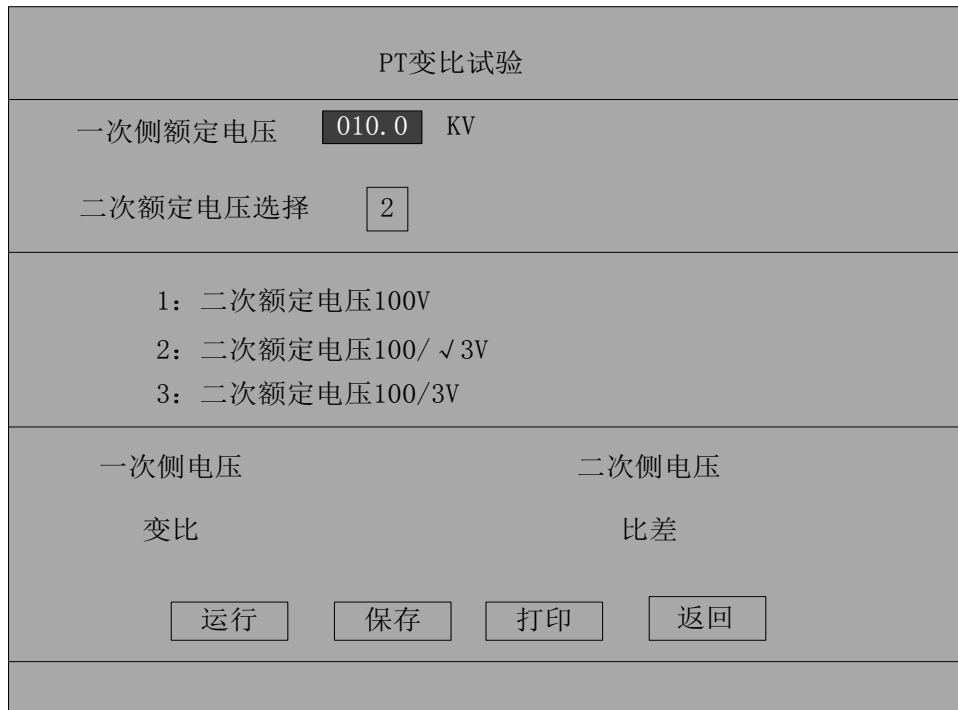 PT变比试验
一次侧额定电压 010.0 KV
二次额定电压选择 2
1：二次额定电压100V
2：二次额定电压100/√3V
3：二次额定电压100/3V
一次侧电压 二次侧电压
变比 比差
运行 保存 打印 返回